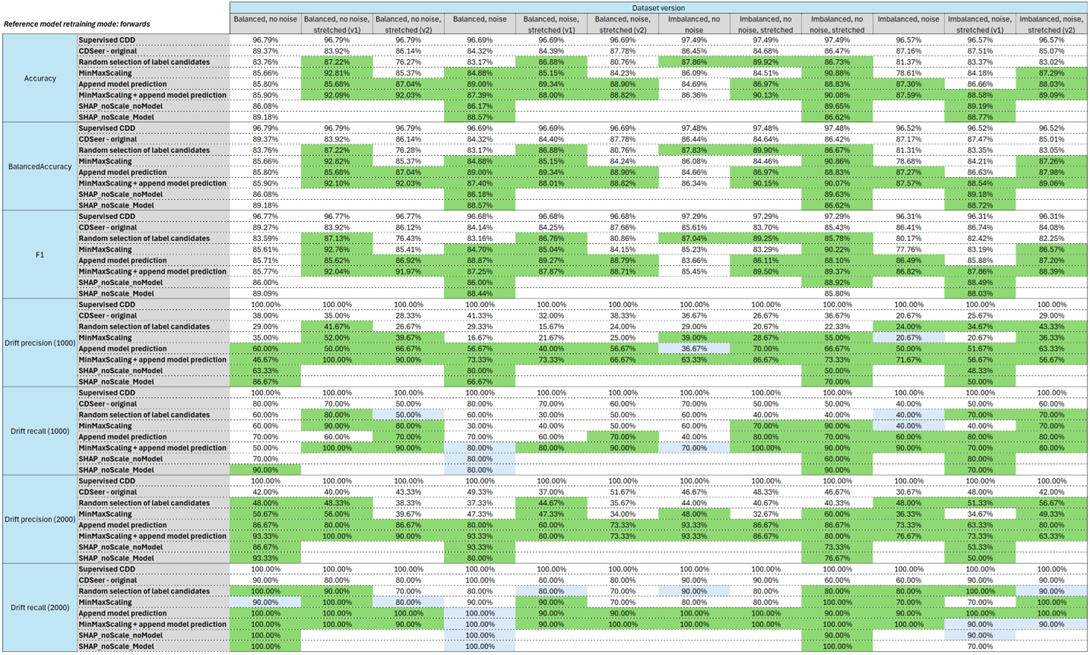 Dataset version
Reference model retraining mode: forwards
Balanced, no noise Balanced, no noise, stretched (v1) Balanced, no noise, stretched (v2) Balanced, noise Balanced, noise, stretched (v1) Balanced, noise, stretched (v2) Imbalanced, no noise Imbalanced, no noise, stretched Imbalanced, no noise, stretched Imbalanced, noise Imbalanced, noise, stretched (v1) Imbalanced, noise, stretched (v2)
Accuracy
Supervised CDD 96.79% 96.79% 96.79% 96.69% 96.69% 96.69% 97.49% 97.49% 97.49% 96.57% 96.57% 96.57%
CDSeer - original 89.37% 83.92% 86.14% 84.32% 84.39% 87.78% 86.45% 84.68% 86.47% 87.16% 87.51% 85.07%
Random selection of label candidates 83.76% 87.22% 76.27% 83.17% 86.88% 80.76% 87.86% 89.92% 86.73% 81.37% 83.37% 83.02%
MinMaxScaling 85.66% 92.81% 85.37% 84.88% 85.15% 84.23% 86.09% 84.51% 90.88% 78.61% 84.18% 87.29%
Append model prediction 85.80% 85.68% 87.04% 89.00% 89.34% 88.90% 84.69% 86.97% 88.83% 87.30% 86.66% 88.03%
MinMaxScaling + append model prediction 85.90% 92.09% 92.03% 87.39% 88.00% 88.82% 86.36% 90.13% 90.08% 87.59% 88.58% 89.09%
SHAP_noScale_noModel 86.08% 86.17% 89.65% 89.19%
SHAP_noScale_Model 89.18% 88.57% 86.62% 88.77%
BalancedAccuracy
Supervised CDD 96.79% 96.79% 96.79% 96.69% 96.69% 96.69% 97.48% 97.48% 97.48% 96.52% 96.52% 96.52%
CDSeer - original 89.37% 83.92% 86.14% 84.32% 84.40% 87.78% 86.44% 84.64% 86.42% 87.17% 87.47% 85.01%
Random selection of label candidates 83.76% 87.22% 76.28% 83.17% 86.88% 80.76% 87.83% 89.90% 86.67% 81.31% 83.35% 83.05%
MinMaxScaling 85.66% 92.82% 85.37% 84.88% 85.15% 84.24% 86.08% 84.46% 90.86% 78.68% 84.21% 87.26%
Append model prediction 85.80% 85.68% 87.04% 89.00% 89.34% 88.90% 84.66% 86.97% 88.83% 87.27% 86.63% 87.98%
MinMaxScaling + append model prediction 85.90% 92.10% 92.03% 87.40% 88.01% 88.82% 86.34% 90.15% 90.07% 87.57% 88.54% 89.06%
SHAP_noScale_noModel 86.08% 86.18% 89.63% 89.18%
SHAP_noScale_Model 89.18% 88.57% 86.62% 88.72%
F1
Supervised CDD 96.77% 96.77% 96.77% 96.68% 96.68% 96.68% 97.29% 97.29% 97.29% 96.31% 96.31% 96.31%
CDSeer - original 89.27% 83.92% 86.12% 84.14% 84.25% 87.66% 85.61% 83.70% 85.43% 86.41% 86.74% 84.08%
Random selection of label candidates 83.59% 87.13% 76.43% 83.16% 86.76% 80.86% 87.04% 89.25% 85.78% 80.17% 82.42% 82.25%
MinMaxScaling 85.61% 92.76% 85.41% 84.70% 85.04% 84.15% 85.23% 83.29% 90.22% 77.76% 83.19% 86.57%
Append model prediction 85.71% 85.62% 86.92% 88.87% 89.27% 88.79% 83.66% 86.11% 88.10% 86.49% 85.88% 87.20%
MinMaxScaling + append model prediction 85.77% 92.04% 91.97% 87.25% 87.87% 88.71% 85.45% 89.50% 89.37% 86.82% 87.86% 88.39%
SHAP_noScale_noModel 86.00% 86.00% 88.92% 88.49%
SHAP_noScale_Model 89.09% 88.44% 85.80% 88.03%
Drift precision (1000)
Supervised CDD 100.00% 100.00% 100.00% 100.00% 100.00% 100.00% 100.00% 100.00% 100.00% 100.00% 100.00% 100.00%
CDSeer - original 38.00% 35.00% 28.33% 41.33% 32.00% 38.33% 36.67% 26.67% 36.67% 20.67% 25.67% 29.00%
Random selection of label candidates 29.00% 41.67% 26.67% 29.33% 15.67% 24.00% 29.00% 20.67% 22.33% 24.00% 34.67% 43.33%
MinMaxScaling 35.00% 52.00% 39.67% 16.67% 21.67% 25.00% 39.00% 28.67% 55.00% 20.67% 20.67% 36.33%
Append model prediction 60.00% 50.00% 66.67% 56.67% 40.00% 56.67% 36.67% 70.00% 66.67% 50.00% 51.67% 63.33%
MinMaxScaling + append model prediction 46.67% 100.00% 90.00% 73.33% 73.33% 66.67% 63.33% 86.67% 73.33% 71.67% 56.67% 56.67%
SHAP_noScale_noModel 63.33% 80.00% 50.00% 48.33%
SHAP_noScale_Model 86.67% 66.67% 70.00% 50.00%
Drift recall (1000)
Supervised CDD 100.00% 100.00% 100.00% 100.00% 100.00% 100.00% 100.00% 100.00% 100.00% 100.00% 100.00% 100.00%
CDSeer - original 80.00% 70.00% 50.00% 80.00% 60.00% 60.00% 70.00% 50.00% 50.00% 40.00% 50.00% 60.00%
Random selection of label candidates 60.00% 80.00% 50.00% 60.00% 30.00% 50.00% 60.00% 40.00% 40.00% 40.00% 70.00% 70.00%
MinMaxScaling 60.00% 90.00% 80.00% 30.00% 40.00% 50.00% 60.00% 70.00% 90.00% 40.00% 40.00% 70.00%
Append model prediction 70.00% 60.00% 70.00% 70.00% 60.00% 70.00% 40.00% 80.00% 70.00% 60.00% 80.00% 80.00%
MinMaxScaling + append model prediction 50.00% 100.00% 90.00% 80.00% 80.00% 90.00% 70.00% 100.00% 90.00% 90.00% 70.00% 80.00%
SHAP_noScale_noModel 70.00% 80.00% 60.00% 80.00%
SHAP_noScale_Model 90.00% 80.00% 90.00% 70.00%
Drift precision (2000)
Supervised CDD 100.00% 100.00% 100.00% 100.00% 100.00% 100.00% 100.00% 100.00% 100.00% 100.00% 100.00% 100.00%
CDSeer - original 42.00% 40.00% 43.33% 49.33% 37.00% 51.67% 46.67% 48.33% 46.67% 30.67% 48.00% 42.00%
Random selection of label candidates 48.00% 48.33% 38.33% 37.33% 44.67% 35.67% 44.00% 40.67% 40.33% 48.00% 51.33% 56.67%
MinMaxScaling 50.67% 56.00% 39.67% 47.33% 47.33% 34.00% 48.00% 32.67% 60.00% 36.33% 34.67% 49.33%
Append model prediction 86.67% 80.00% 86.67% 80.00% 60.00% 73.33% 93.33% 86.67% 86.67% 73.33% 63.33% 80.00%
MinMaxScaling + append model prediction 93.33% 100.00% 90.00% 93.33% 80.00% 73.33% 83.33% 86.67% 80.00% 76.67% 73.33% 63.33%
SHAP_noScale_noModel 86.67% 93.33% 73.33% 53.33%
SHAP_noScale_Model 93.33% 80.00% 76.67% 50.00%
Drift recall (2000)
Supervised CDD 100.00% 100.00% 100.00% 100.00% 100.00% 100.00% 100.00% 100.00% 100.00% 100.00% 100.00% 100.00%
CDSeer - original 90.00% 80.00% 80.00% 100.00% 80.00% 80.00% 90.00% 90.00% 60.00% 60.00% 90.00% 90.00%
Random selection of label candidates 100.00% 90.00% 70.00% 80.00% 80.00% 70.00% 90.00% 80.00% 80.00% 80.00% 100.00% 90.00%
MinMaxScaling 90.00% 100.00% 80.00% 90.00% 90.00% 70.00% 80.00% 80.00% 100.00% 70.00% 70.00% 100.00%
Append model prediction 100.00% 100.00% 100.00% 100.00% 90.00% 90.00% 100.00% 100.00% 90.00% 90.00% 100.00% 100.00%
MinMaxScaling + append model prediction 100.00% 100.00% 90.00% 100.00% 90.00% 100.00% 100.00% 100.00% 100.00% 100.00% 90.00% 90.00%
SHAP_noScale_noModel 100.00% 100.00% 90.00% 90.00%
SHAP_noScale_Model 100.00% 100.00% 100.00% 70.00%